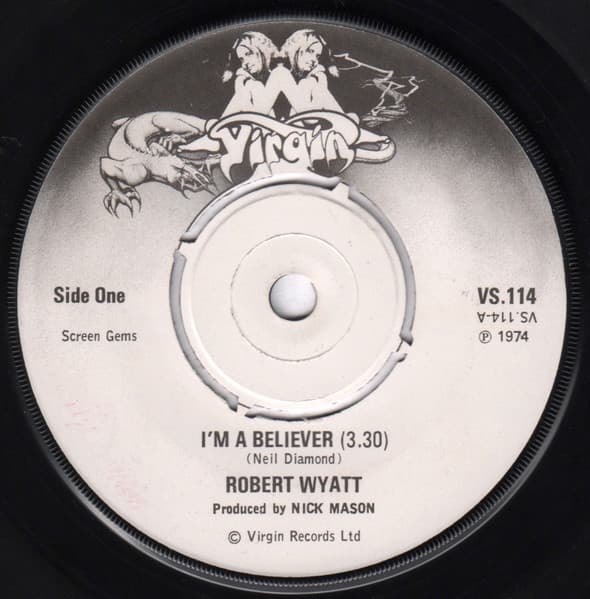 Virgin
Side One
VS.114
VS.114-A
Screen Gems
℗ 1974
I'M A BELIEVER (3.30)
(Neil Diamond)
ROBERT WYATT
Produced by NICK MASON
© Virgin Records Ltd